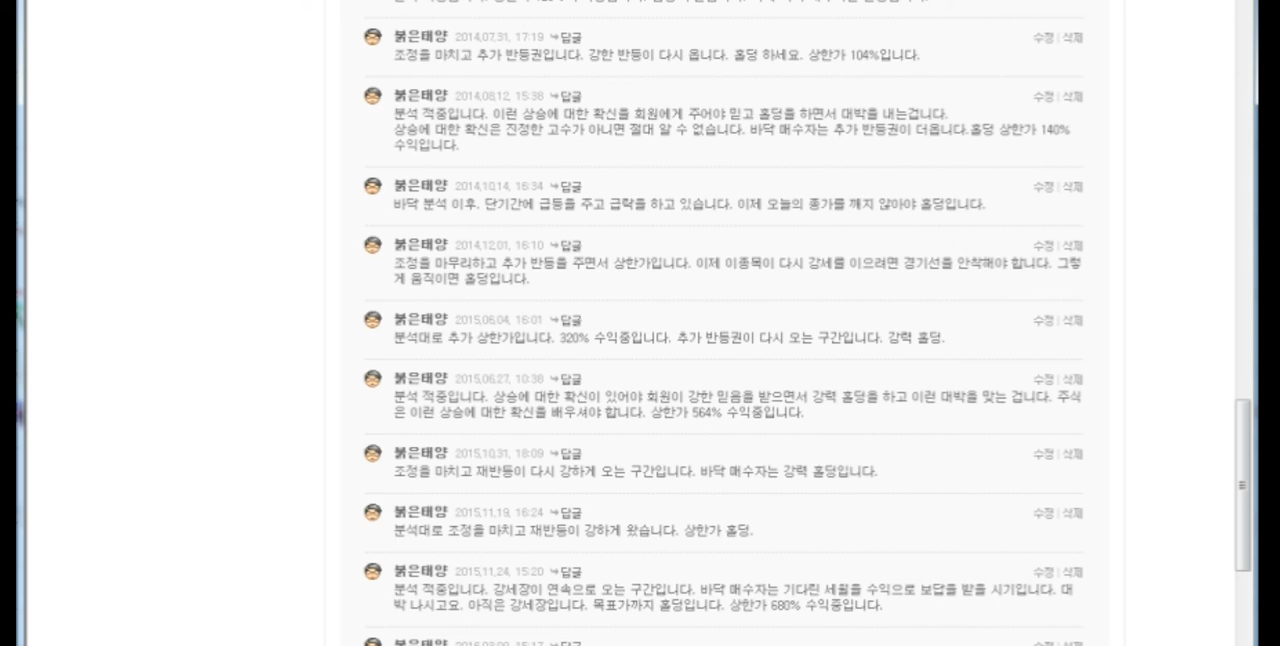 붉은태양 2014.07.31. 17:19 답글 수정 | 삭제
조정을 마치고 추가 반등권입니다. 강한 반등이 다시 옵니다. 홀딩 하세요. 상한가 104%입니다.
붉은태양 2014.08.12. 15:38 답글 수정 | 삭제
분석 적중입니다. 이런 상승에 대한 확신을 회원에게 주어야 믿고 홀딩을 하면서 대박을 내는겁니다.
상승에 대한 확신은 진정한 고수가 아니면 절대 알 수 없습니다. 바닥 매수자는 추가 반등권이 더옵니다.홀딩 상한가 140%
수익입니다.
붉은태양 2014.10.14. 16:34 답글 수정 | 삭제
바닥 분석 이후. 단기간에 급등을 주고 급락을 하고 있습니다. 이제 오늘의 종가를 깨지 않아야 홀딩입니다.
붉은태양 2014.12.01. 16:10 답글 수정 | 삭제
조정을 마무리하고 추가 반등을 주면서 상한가입니다. 이제 이종목이 다시 강세를 이으려면 경기선을 안착해야 합니다. 그렇
게 움직이면 홀딩입니다.
붉은태양 2015.06.04. 16:01 답글 수정 | 삭제
분석대로 추가 상한가입니다. 320% 수익중입니다. 추가 반등권이 다시 오는 구간입니다. 강력 홀딩.
붉은태양 2015.06.27. 10:38 답글 수정 | 삭제
분석 적중입니다. 상승에 대한 확신이 있어야 회원이 강한 믿음을 받으면서 강력 홀딩을 하고 이런 대박을 맞는 겁니다. 주식
은 이런 상승에 대한 확신을 배우셔야 합니다. 상한가 564% 수익중입니다.
붉은태양 2015.10.31. 18:09 답글 수정 | 삭제
조정을 마치고 재반등이 다시 강하게 오는 구간입니다. 바닥 매수자는 강력 홀딩입니다.
붉은태양 2015.11.19. 16:24 답글 수정 | 삭제
분석대로 조정을 마치고 재반등이 강하게 왔습니다. 상한가 홀딩.
붉은태양 2015.11.24. 15:20 답글 수정 | 삭제
분석 적중입니다. 강세장이 연속으로 오는 구간입니다. 바닥 매수자는 기다린 세월을 수익으로 보답을 받을 시기입니다. 대
박 나시고요. 아직은 강세장입니다. 목표가까지 홀딩입니다. 상한가 680% 수익중입니다.